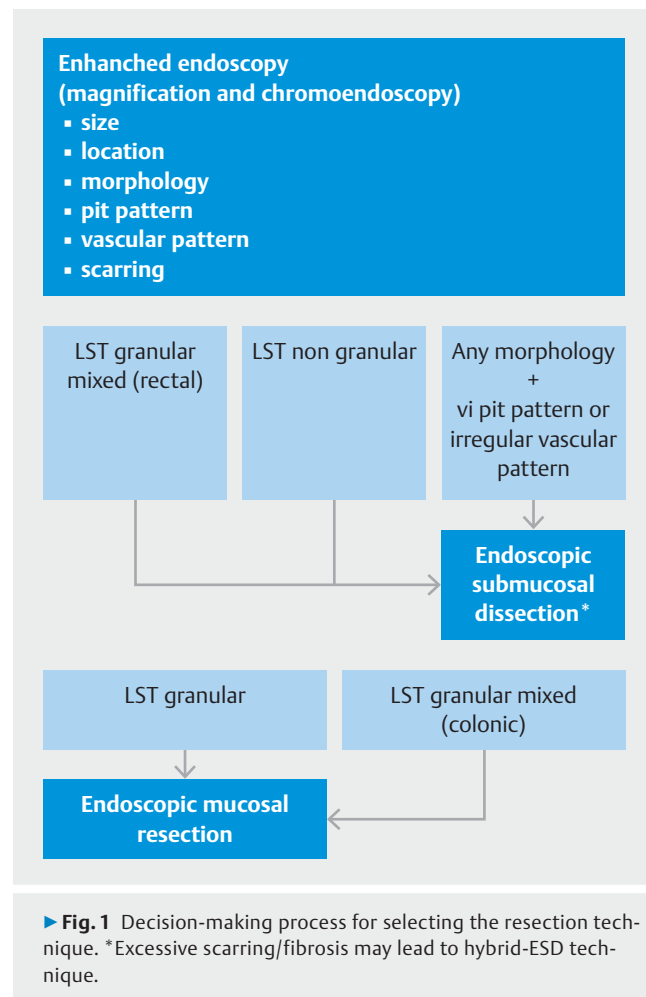 Enhanched endoscopy
(magnification and chromoendoscopy)
▪ size
▪ location
▪ morphology
▪ pit pattern
▪ vascular pattern
▪ scarring
LST granular
mixed (rectal)
LST non granular
Any morphology
+
vi pit pattern or
irregular vascular
pattern
Endoscopic
submucosal
dissection*
LST granular
LST granular mixed
(colonic)
Endoscopic mucosal
resection
▶ Fig. 1 Decision-making process for selecting the resection tech-
nique. *Excessive scarring/fibrosis may lead to hybrid-ESD tech-
nique.